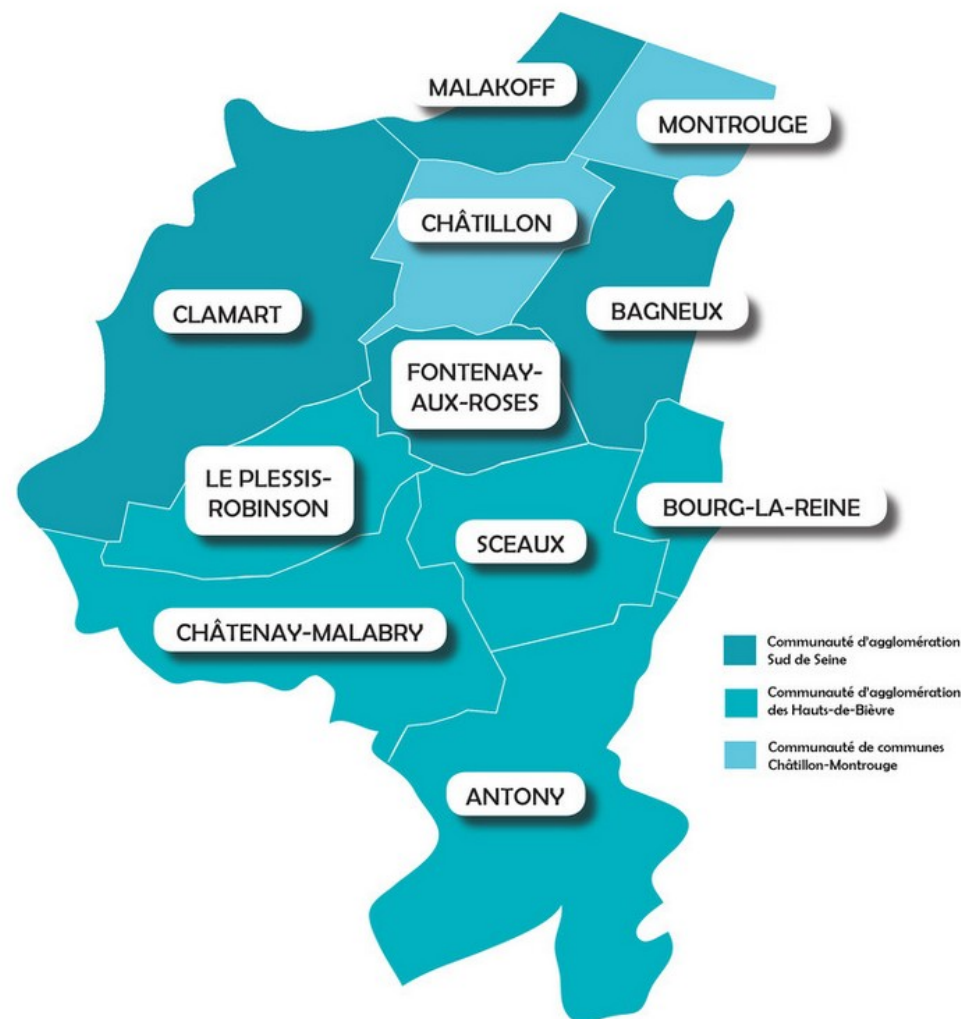 MALAKOFF
MONTROUGE
CHÂTILLON
CLAMART
BAGNEUX
FONTENAY-
AUX-ROSES
LE PLESSIS-
ROBINSON
BOURG-LA-REINE
SCEAUX
CHÂTENAY-MALABRY
Communauté d'agglomération
Sud de Seine
Communauté d'agglomération
des Hauts-de-Bièvre
Communauté de communes
Châtillon-Montrouge
ANTONY